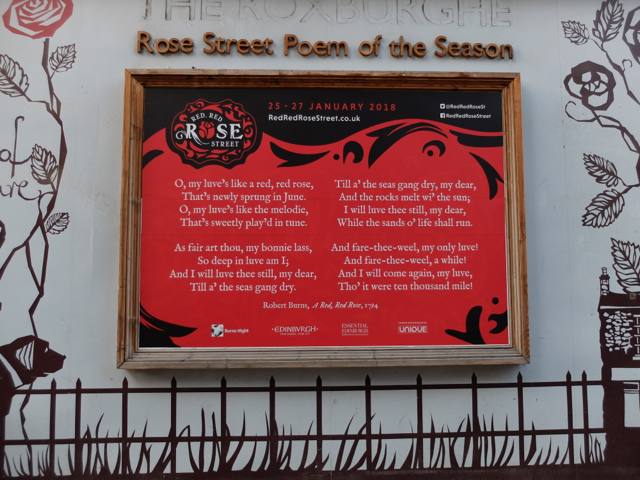 THE ROXBURGHE
Rose Street Poem of the Season
RED, RED
ROSE
STREET
25 - 27 JANUARY 2018
RedRedRoseStreet.co.uk
@RedRedRoseSt
RedRedRoseStreet
O, my luve's like a red, red rose,
That's newly sprung in June.
O, my luve's like the melodie,
That's sweetly play'd in tune.
As fair art thou, my bonnie lass,
So deep in luve am I;
And I will luve thee still, my dear,
Till a' the seas gang dry.
Till a' the seas gang dry, my dear,
And the rocks melt wi' the sun;
I will luve thee still, my dear,
While the sands o' life shall run.
And fare-thee-weel, my only luve!
And fare-thee-weel, a while!
And I will come again, my luve,
Tho' it were ten thousand mile!
Robert Burns, A Red, Red Rose, 1794
Burns Night
EDINBURGH
ESSENTIAL
EDINBURGH
UNIQUE
of